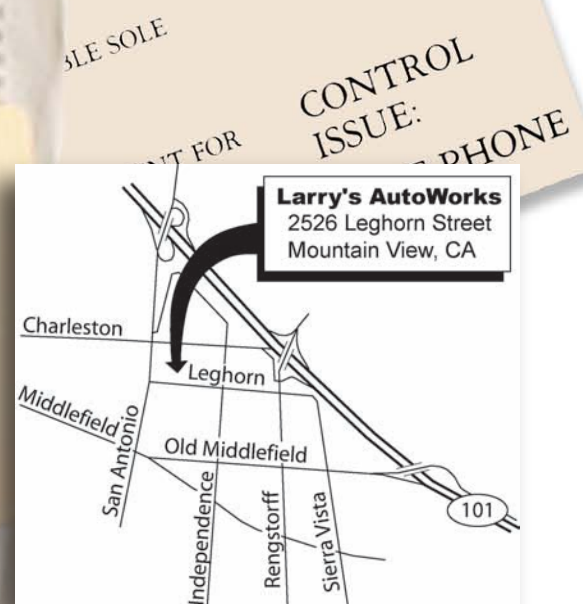 BLE SOLE
CONTROL
ISSUE:
NT FOR
PHONE
Larry's AutoWorks
2526 Leghorn Street
Mountain View, CA
Charleston
Leghorn
Middlefield
San Antonio
Old Middlefield
Independence
Rengstorff
Sierra Vista
101